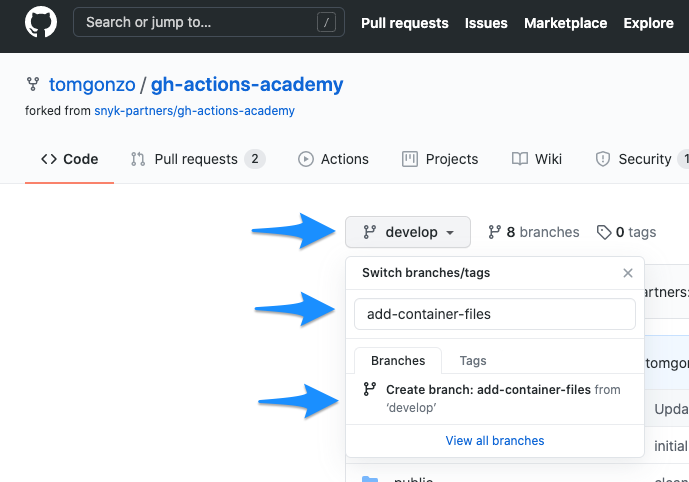 Search or jump to... / Pull requests Issues Marketplace Explore
tomgonzo / gh-actions-academy
forked from snyk-partners/gh-actions-academy
Code Pull requests 2 Actions Projects Wiki Security 1
develop 8 branches 0 tags
Switch branches/tags
artners:
add-container-files
Branches Tags
tomgo
Create branch: add-container-files from
'develop'
Upda
View all branches
initial
public